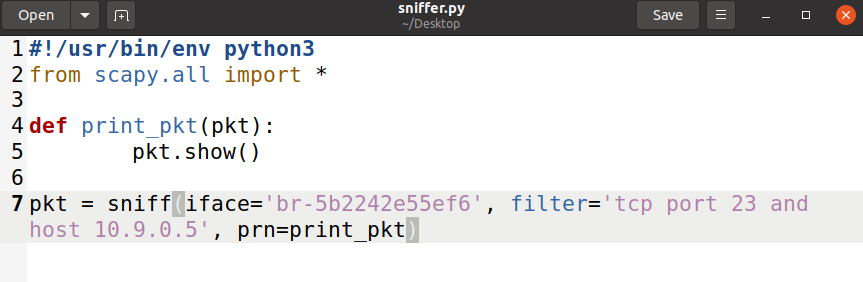 Open
sniffer.py
~/Desktop
Save
1 #!/usr/bin/env python3
2 from scapy.all import *
3
4 def print_pkt(pkt):
5         pkt.show()
6
7 pkt = sniff(iface='br-5b2242e55ef6', filter='tcp port 23 and
host 10.9.0.5', prn=print_pkt)